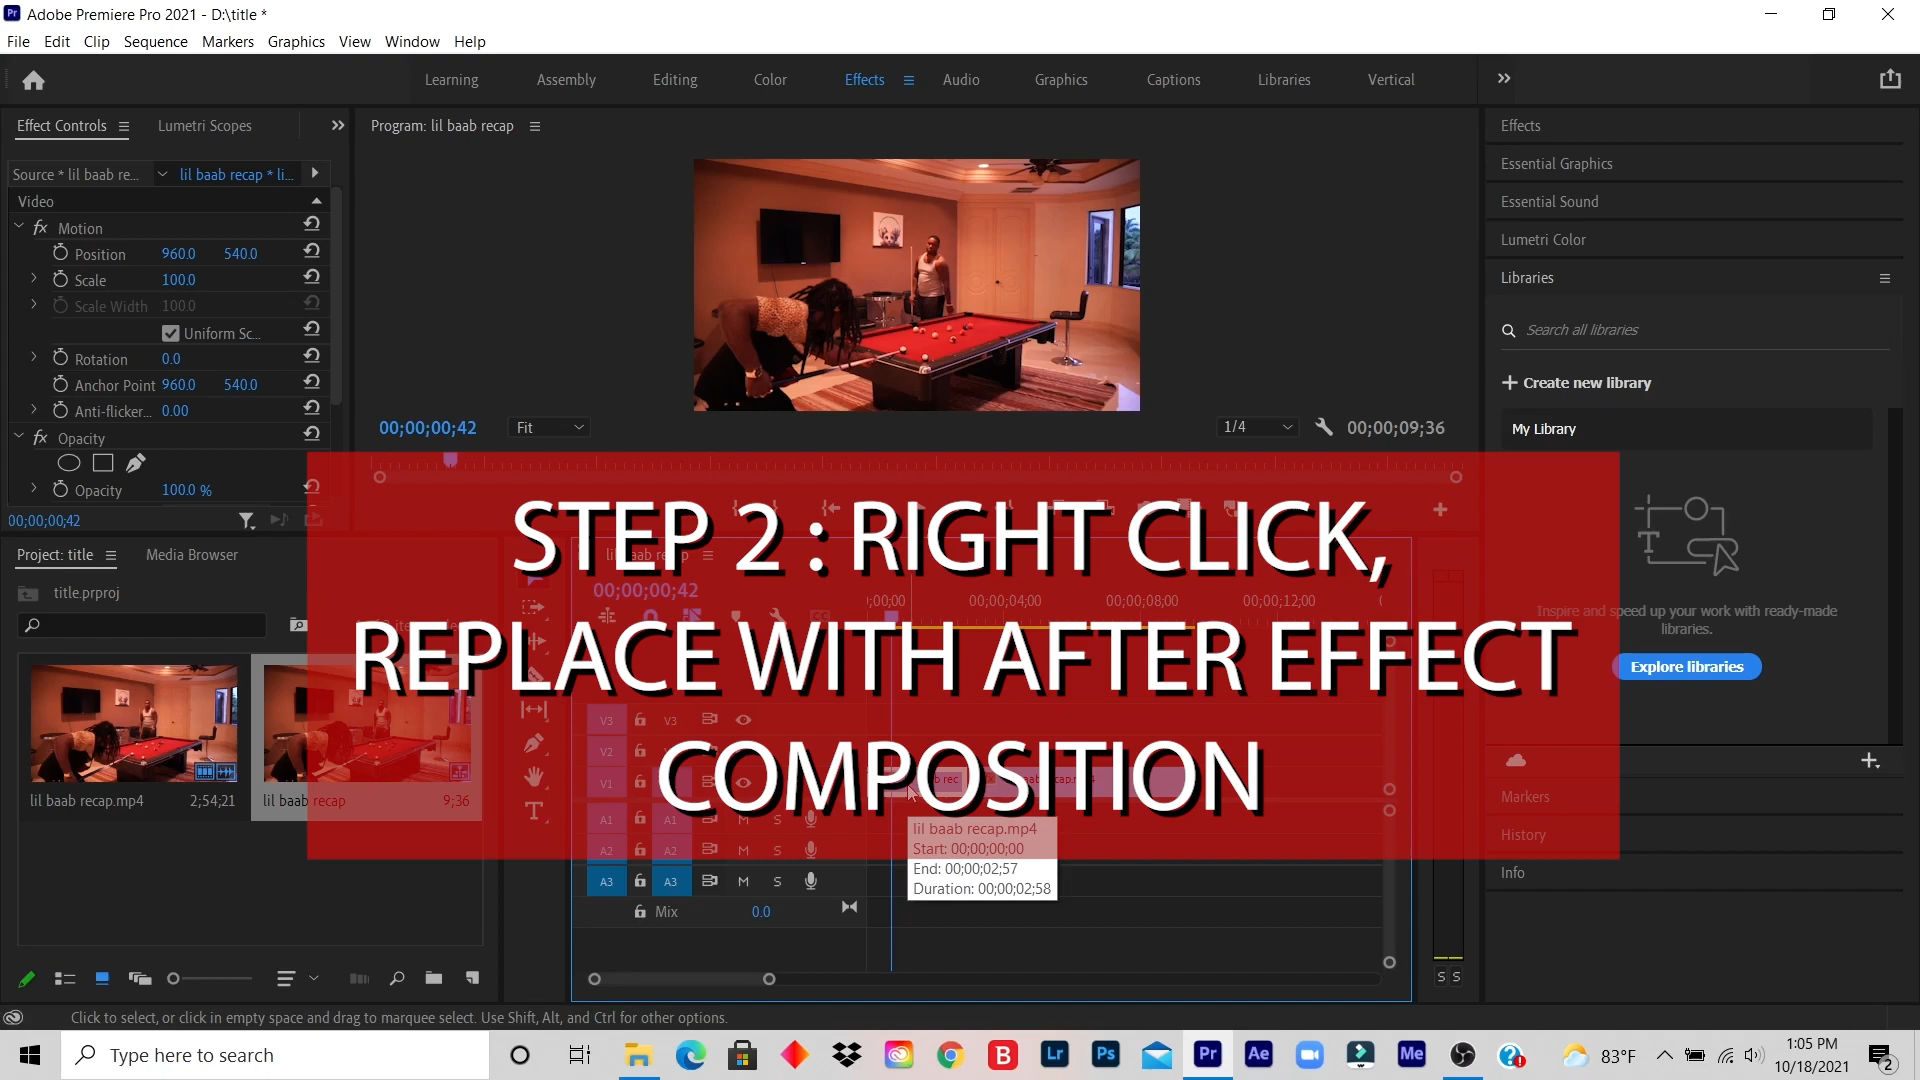 Adobe Premiere Pro 2021 - D:\title *
File Edit Clip Sequence Markers Graphics View Window Help
Learning Assembly Editing Color Effects Audio Graphics Captions Libraries Vertical
Effect Controls Lumetri Scopes
Program: lil baab recap
Source * lil baab re... lil baab recap * li...
Video
fx Motion
Position 960.0 540.0
Scale 100.0
Scale Width 100.0
Uniform Sc...
Rotation 0.0
Anchor Point 960.0 540.0
Anti-flicker... 0.00
fx Opacity
Opacity 100.0 %
00;00;00;42
00;00;00;42 Fit 1/4 00;00;09;36
Effects
Essential Graphics
Essential Sound
Lumetri Color
Libraries
Search all libraries
Create new library
My Library
Inspire and speed up your work with ready-made
libraries.
Explore libraries
Markers
History
Info
STEP 2 : RIGHT CLICK,
REPLACE WITH AFTER EFFECT
COMPOSITION
Project: title Media Browser
title.prproj
lil baab recap.mp4 2;54;21
lil baab recap 9;36
00;00;00;42
;00;00 00;00;04;00 00;00;08;00 00;00;12;00
V3 V3
V2
V1
A1 A1 M S
A2 A2 M S
A3 A3 M S
Mix 0.0
lil baab recap.mp4
Start: 00;00;00;00
End: 00;00;02;57
Duration: 00;00;02;58
S S
Click to select, or click in empty space and drag to marquee select. Use Shift, Alt, and Ctrl for other options.
Type here to search
B Lr Ps Pr Ae Me
83°F
1:05 PM
10/18/2021
2